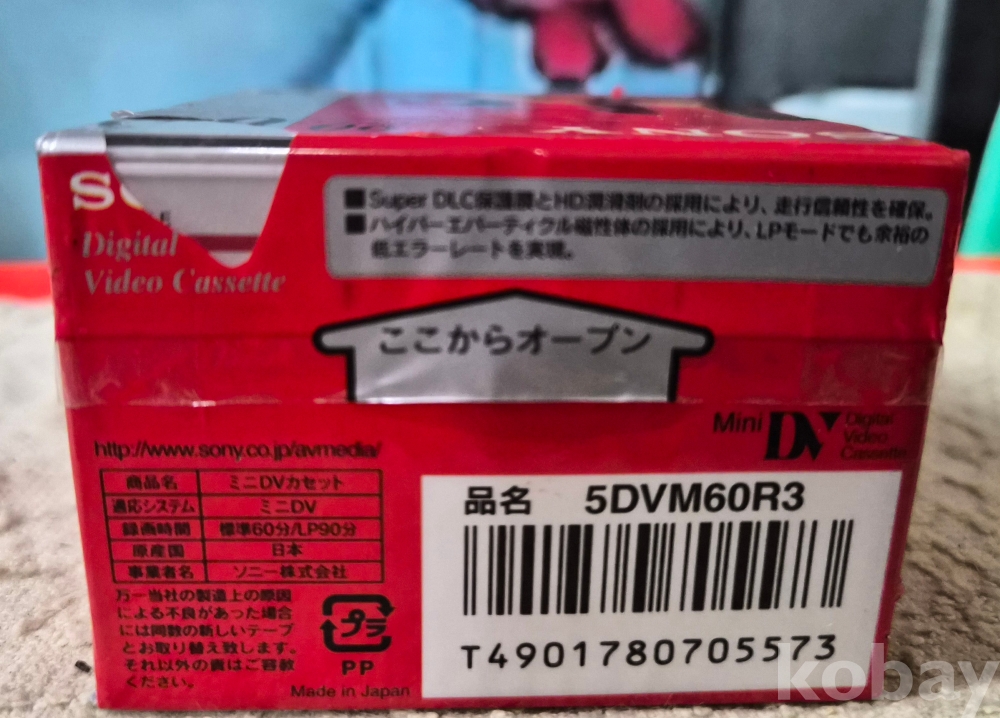 SONY
Digital
Video Cassette
■Super DLC保護膜とHD潤滑剤の採用により、走行信頼性を確保。
■ハイパーエバーティクル磁性体の採用により、LPモードでも余裕の
低エラーレートを実現。
ここからオープン
Mini DV Digital
Video
Cassette
http://www.sony.co.jp/avmedia/
商品名 ミニDVカセット
適応システム ミニDV
録画時間 標準60分/LP90分
原産国 日本
事業者名 ソニー株式会社
万一当社の製造上の原因
による不良があった場合
には同数の新しいテープ
とお取り替え致します。
それ以外の責はご容赦
ください。
プラ
PP
Made in Japan
品名 5DVM60R3
T4901780705573
kobay